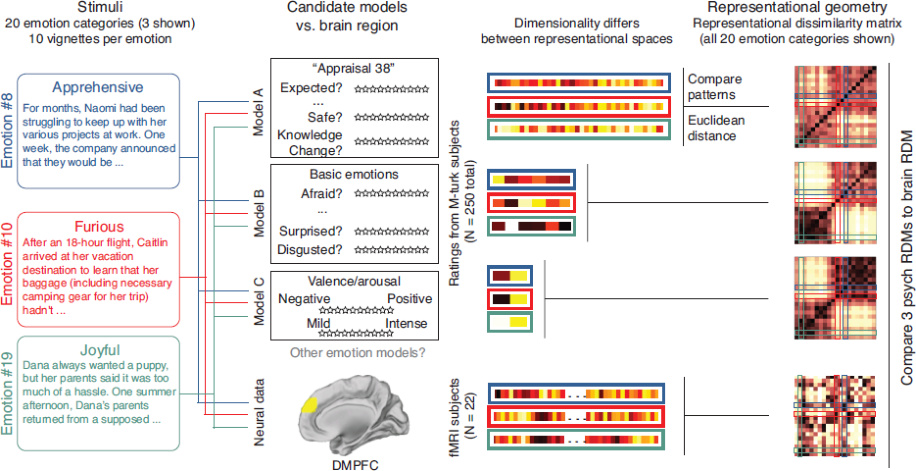 Stimuli
20 emotion categories (3 shown)
10 vignettes per emotion
Emotion #8
Apprehensive
For months, Naomi had been
struggling to keep up with her
various projects at work. One
week, the company announced
that they would be ...
Emotion #10
Furious
After an 18-hour flight, Caitlin
arrived at her vacation
destination to learn that her
baggage (including necessary
camping gear for her trip)
hadn't ...
Emotion #19
Joyful
Dana always wanted a puppy,
but her parents said it was too
much of a hassle. One summer
afternoon, Dana's parents
returned from a supposed ...
Candidate models
vs. brain region
Model A
"Appraisal 38"
Expected?
...
Safe?
Knowledge
Change?
Model B
Basic emotions
Afraid?
...
Surprised?
Disgusted?
Model C
Valence/arousal
Negative Positive
Mild Intense
Other emotion models?
Neural data
DMPFC
Dimensionality differs
between representational spaces
Ratings from M-turk subjects
(N = 250 total)
fMRI subjects
(N = 22)
...
...
...
Representational geometry
Representational dissimilarity matrix
(all 20 emotion categories shown)
Compare
patterns
Euclidean
distance
Compare 3 psych RDMs to brain RDM